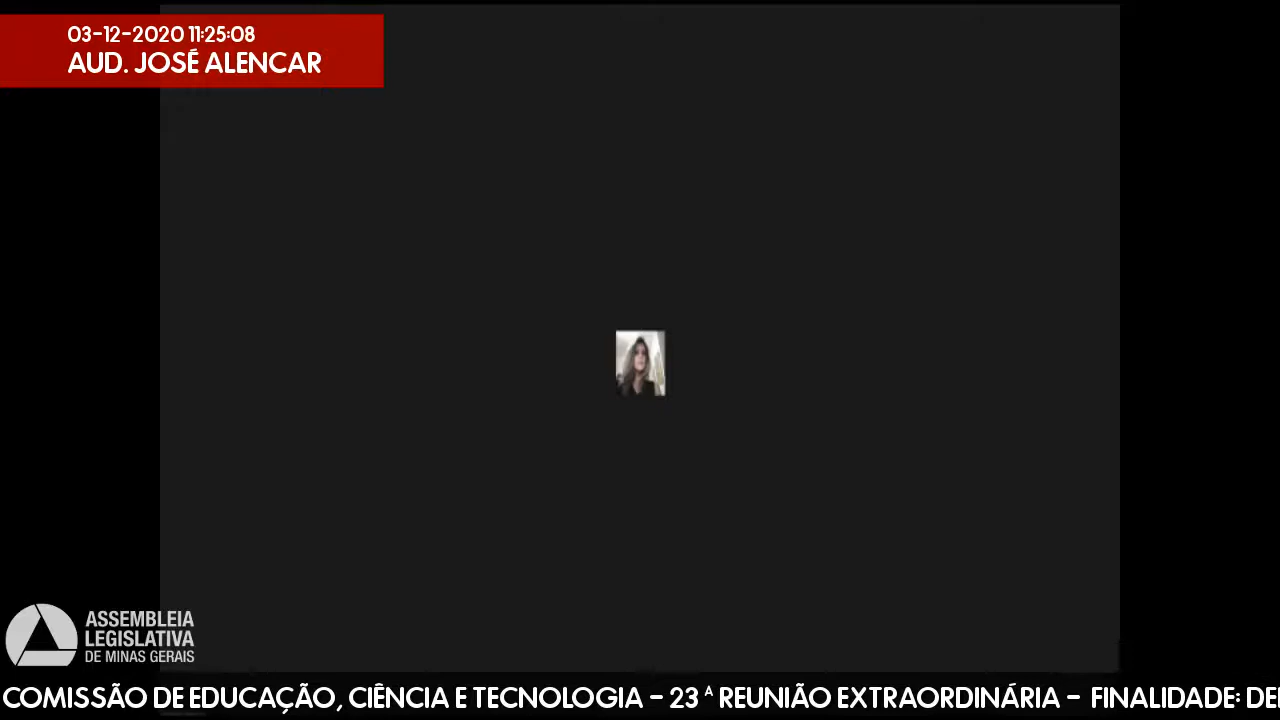 03-12-2020 11:25:08
AUD. JOSÉ ALENCAR
ASSEMBLEIA
LEGISLATIVA
DE MINAS GERAIS
COMISSÃO DE EDUCAÇÃO, CIÊNCIA E TECNOLOGIA - 23 ª REUNIÃO EXTRAORDINÁRIA - FINALIDADE: DE